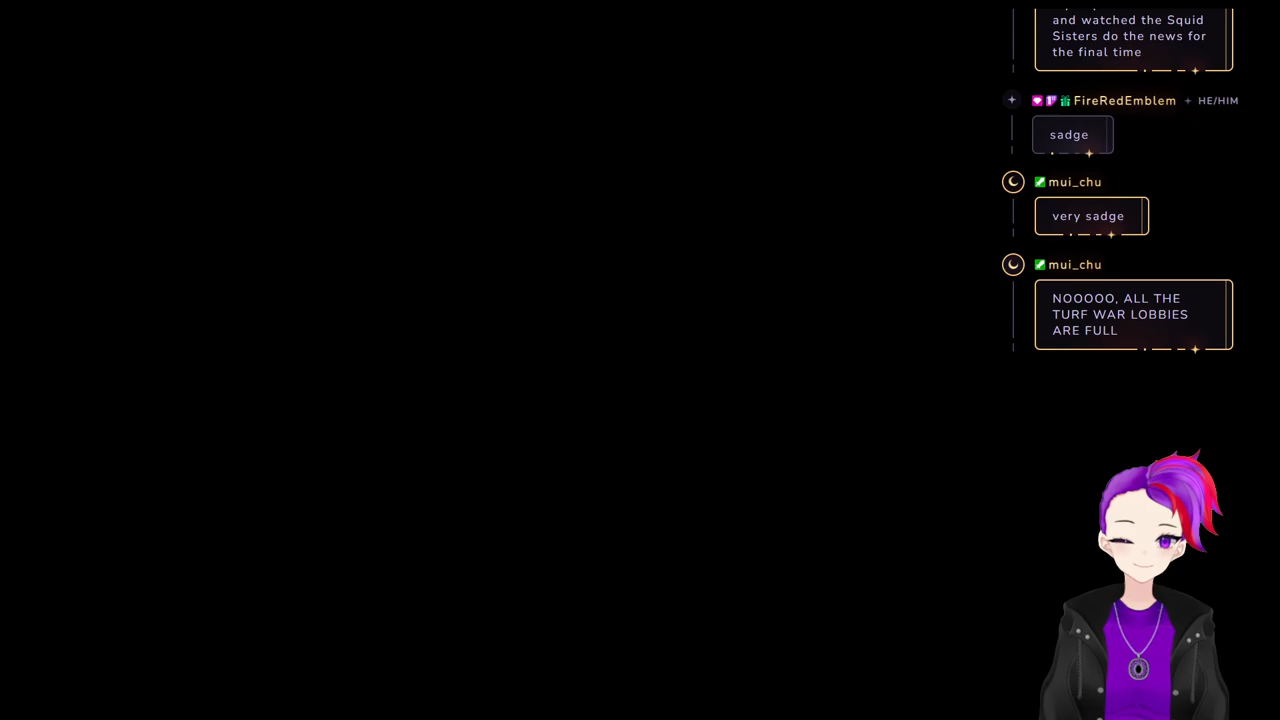 and watched the Squid
Sisters do the news for
the final time
FireRedEmblem HE/HIM
sadge
mui_chu
very sadge
mui_chu
NOOOOO, ALL THE
TURF WAR LOBBIES
ARE FULL